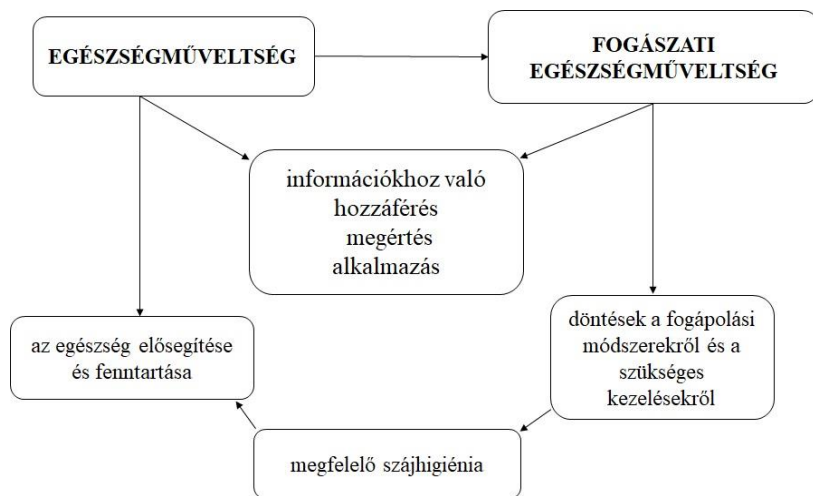 EGÉSZSÉGMŰVELTSÉG
FOGÁSZATI
EGÉSZSÉGMŰVELTSÉG
információkhoz való
hozzáférés
megértés
alkalmazás
az egészség elősegítése
és fenntartása
döntések a fogápolási
módszerekről és a
szükséges
kezelésekről
megfelelő szájhigiénia